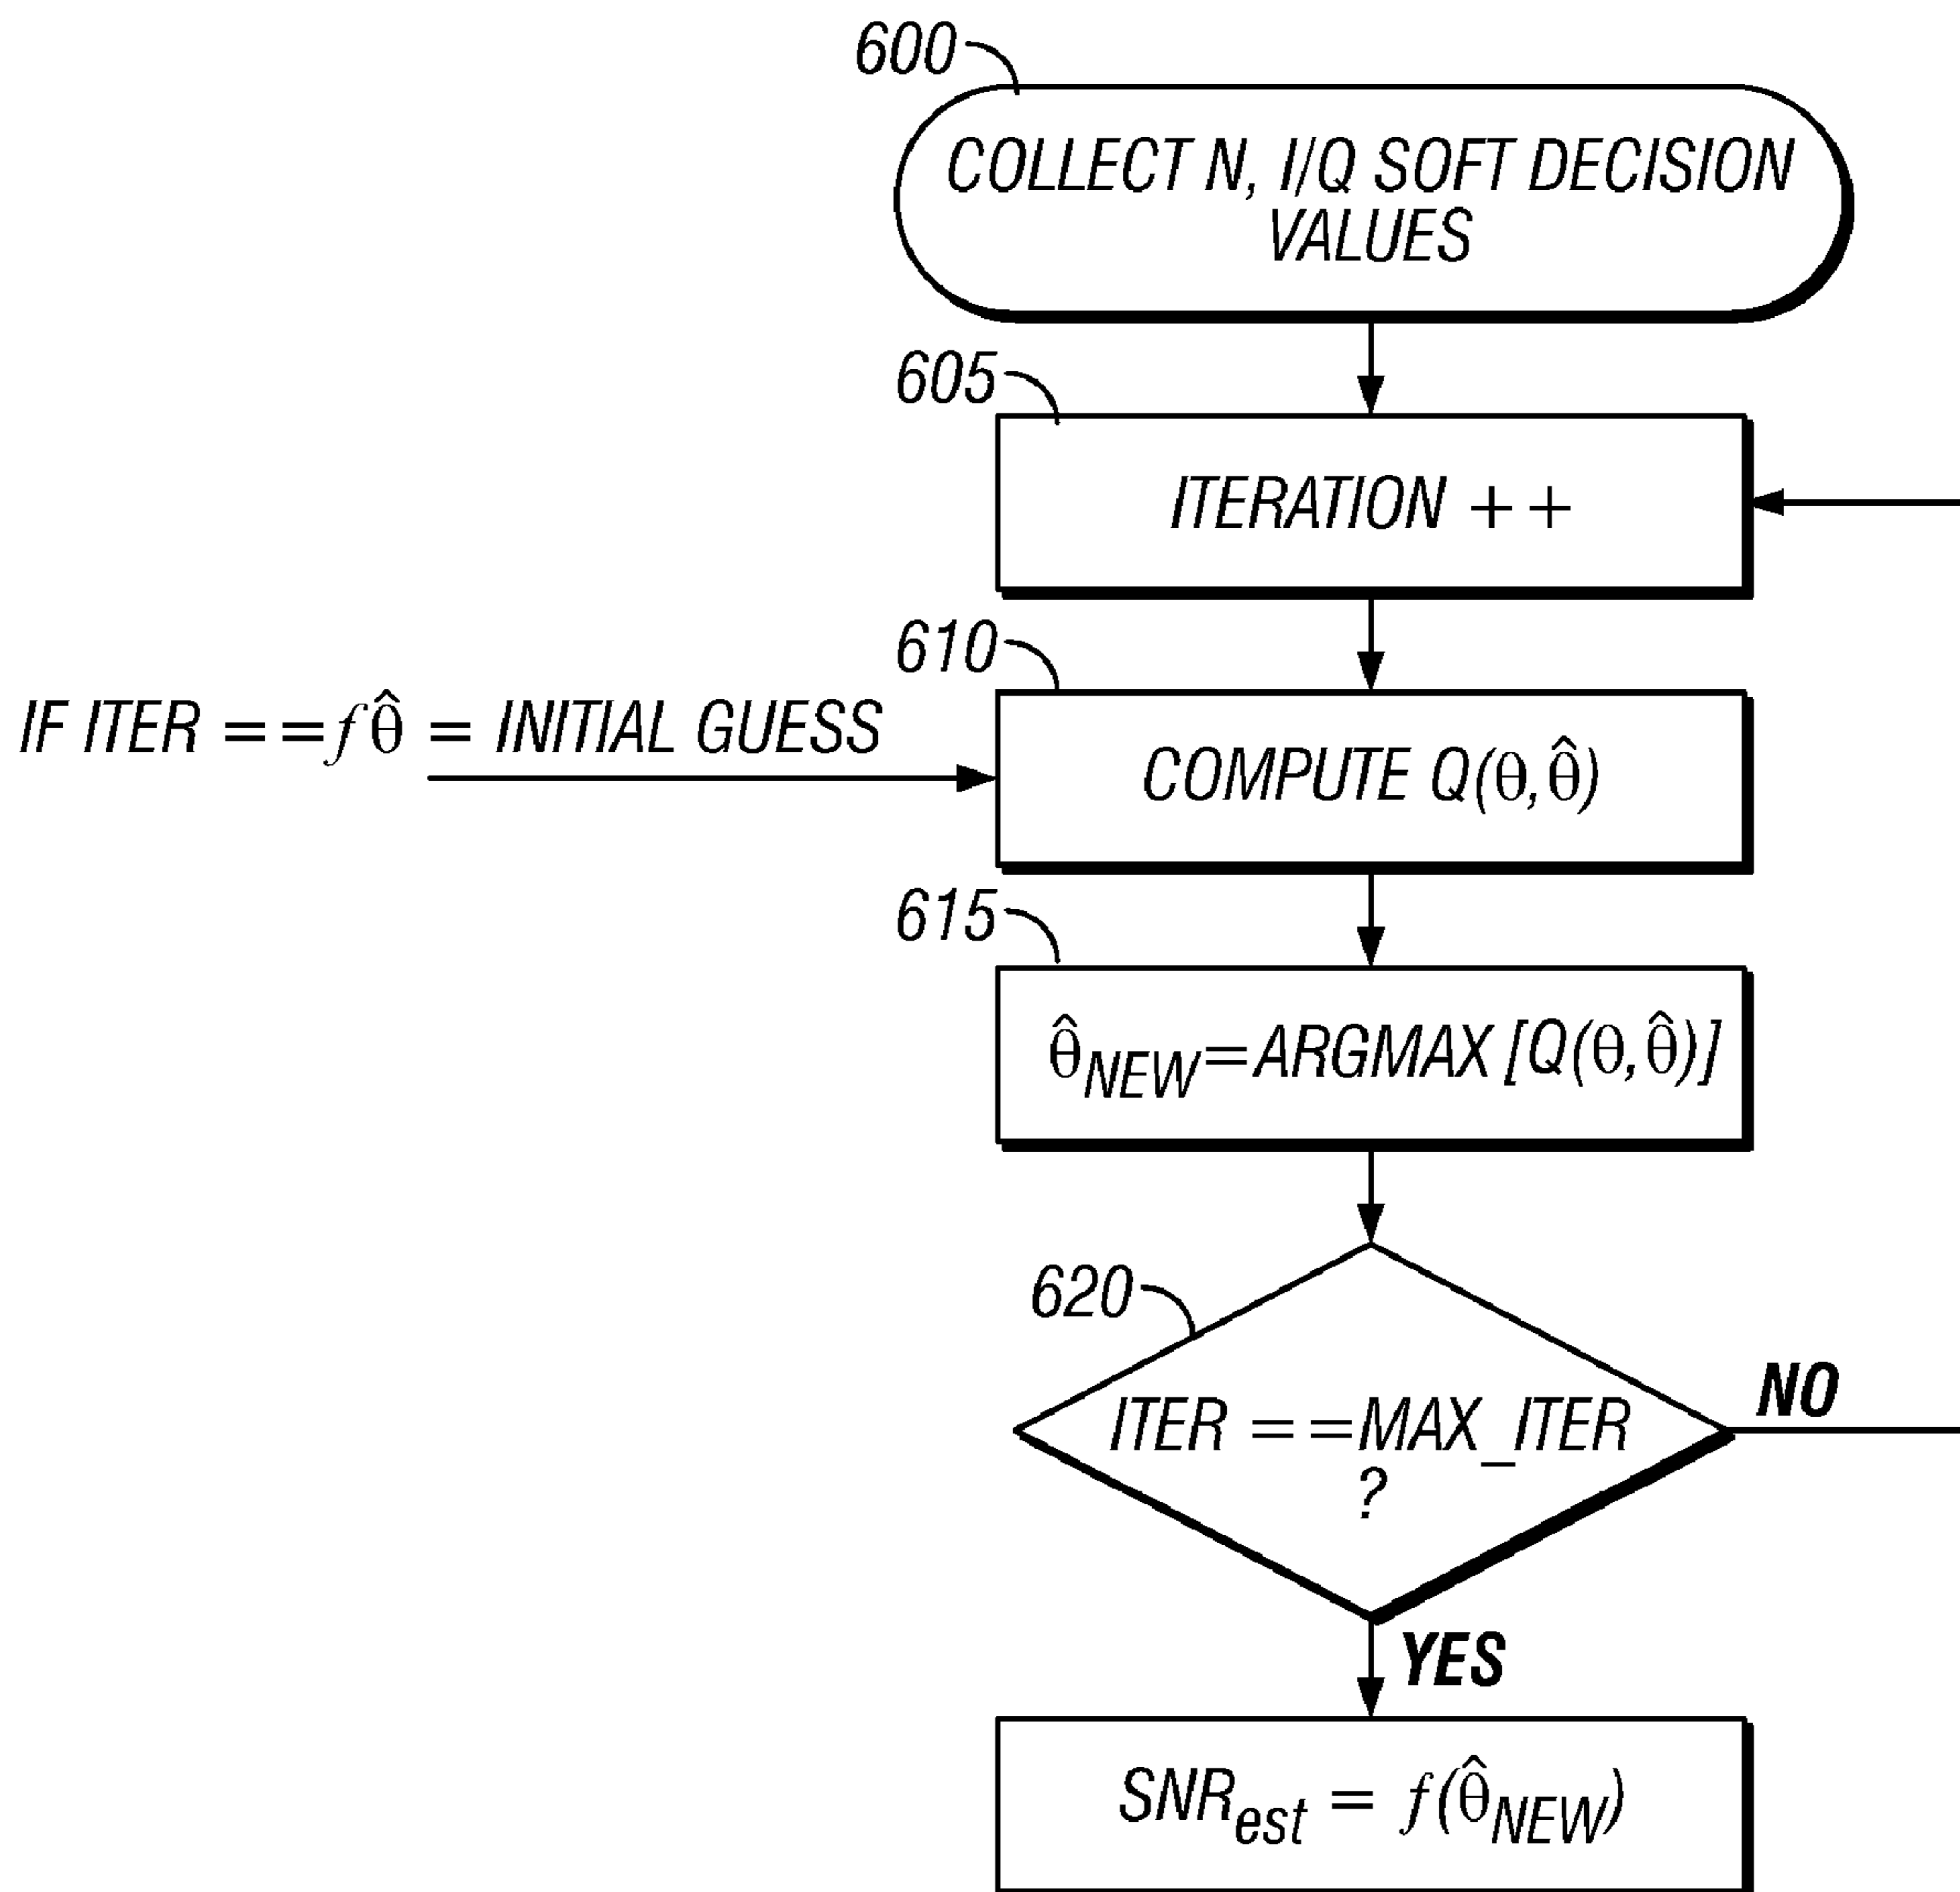 600
COLLECT N, I/Q SOFT DECISION
VALUES
605
ITERATION + +
610
IF ITER = =f θ̂ = INITIAL GUESS
COMPUTE Q(θ,θ̂)
615
θ̂NEW=ARGMAX [Q(θ,θ̂)]
620
ITER = =MAX_ITER
?
NO
YES
SNRest = f(θ̂NEW)